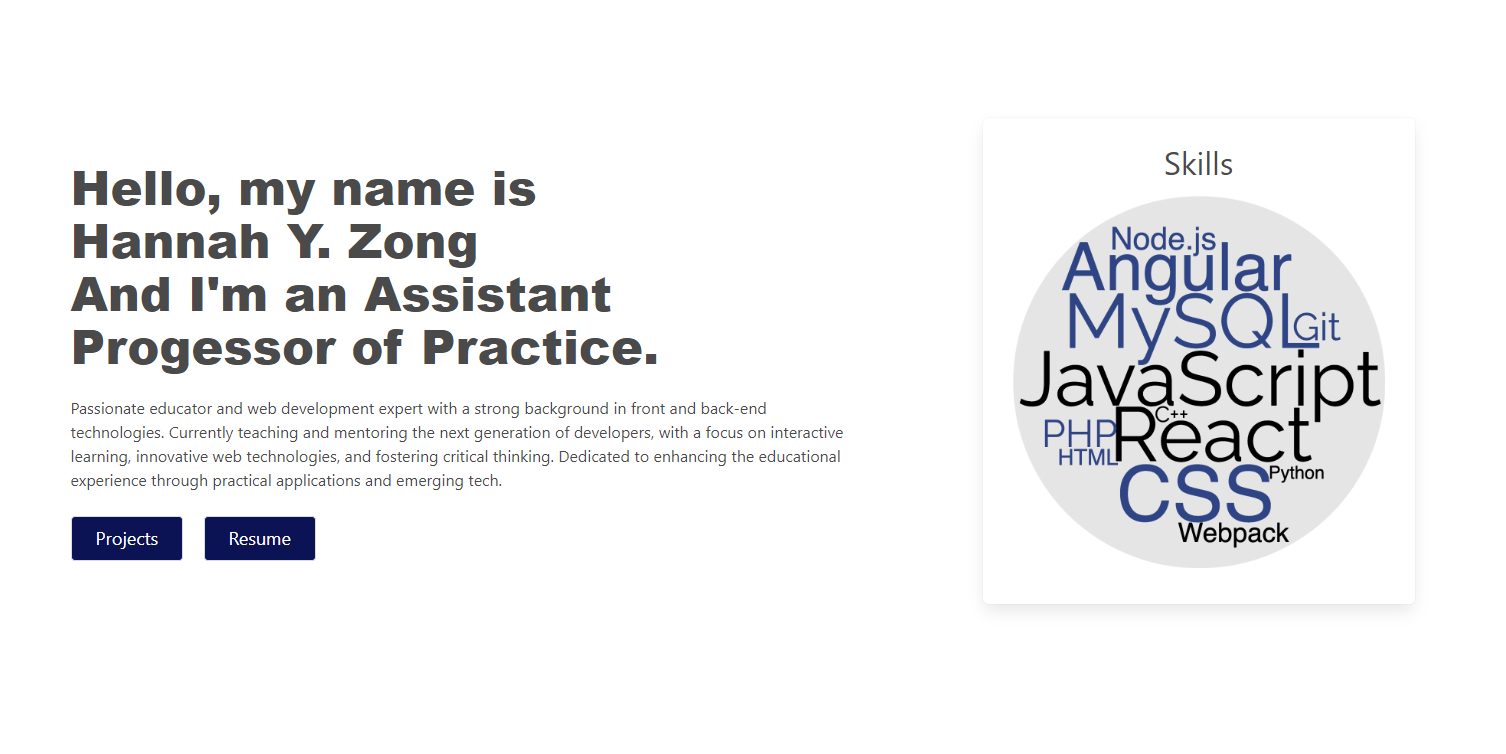 Hello, my name is
Hannah Y. Zong
And I'm an Assistant
Progessor of Practice.
Passionate educator and web development expert with a strong background in front and back-end
technologies. Currently teaching and mentoring the next generation of developers, with a focus on interactive
learning, innovative web technologies, and fostering critical thinking. Dedicated to enhancing the educational
experience through practical applications and emerging tech.
Projects
Resume
Skills
Node.js
Angular
MySQL
Git
JavaScript
C++
PHP
React
HTML
Python
CSS
Webpack